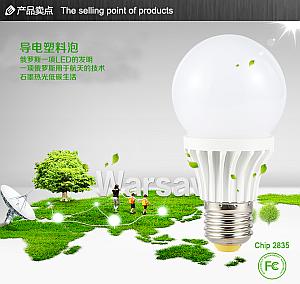 产品卖点 The selling point of products
导电塑料泡
俄罗斯一项LED的发明
一项俄罗斯用于航天的技术
石墨热光低碳生活
Warsaw
Chip 2835
FC